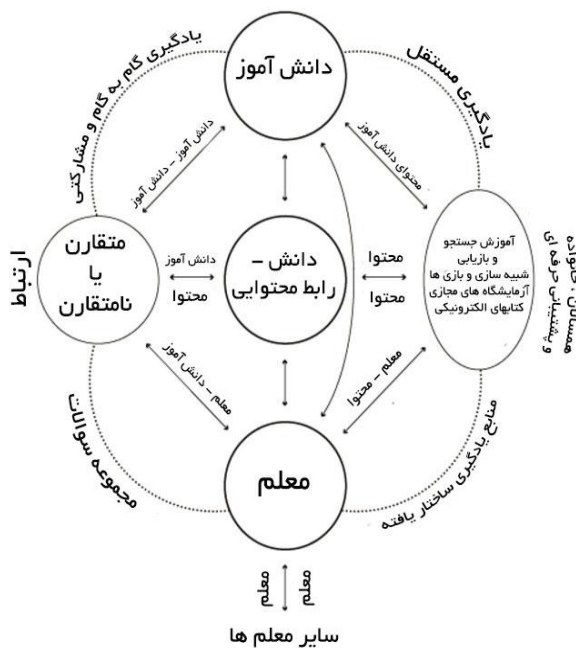 دانش آموز
یادگیری گام به گام و مشارکتی
یادگیری مستقل
دانش آموز – دانش آموز
محتوای دانش آموز
ارتباط
متقارن
یا
نامتقارن
دانش آموز
محتوا
دانش –
رابط محتوایی
محتوا
محتوا
آموزش جستجو
و بازیابی
شبیه سازی و بازی ها
آزمایشگاه های مجازی
کتابهای الکترونیکی
همسالان ، خانواده
و پشتیبانی حرفه ای
معلم – دانش آموز
معلم – محتوا
مجموعه سوالات
منابع یادگیری ساختار یافته
معلم
معلم
معلم
سایر معلم ها